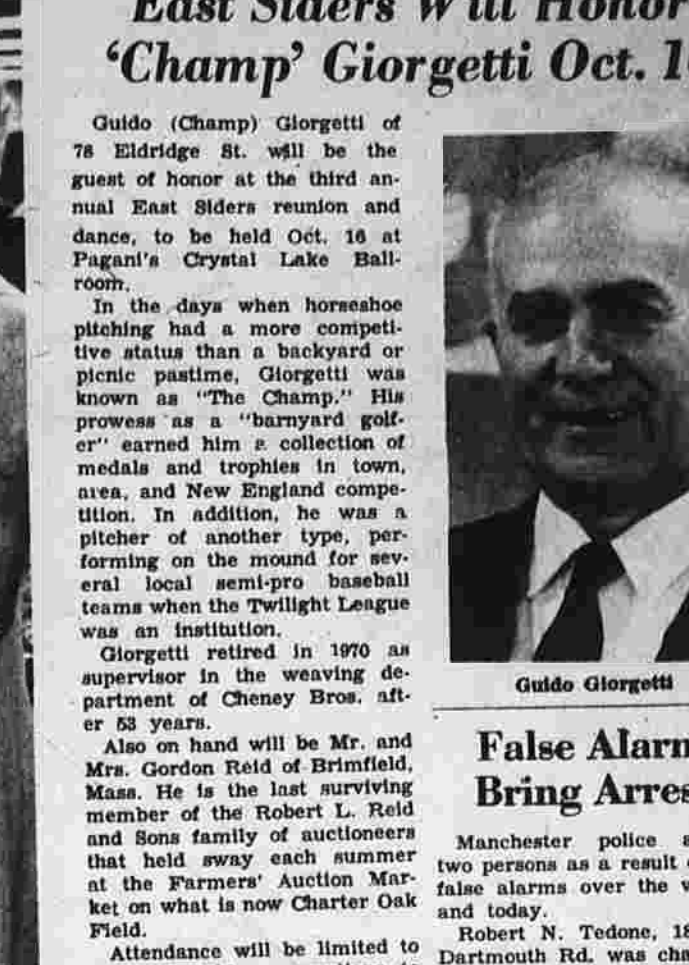 East Siders Will Honor
'Champ' Giorgetti Oct.
Guido (Champ) Giorgetti of
78 Eldridge St. will be the
guest of honor at the third an-
nual East Siders reunion and
dance, to be held Oct. 16 at
Pagani's Crystal Lake Ball-
room.
In the days when horseshoe
pitching had a more competi-
tive status than a backyard or
picnic pastime, Giorgetti was
known as "The Champ." His
prowess as a "barnyard golf-
er" earned him a collection of
medals and trophies in town,
area, and New England compe-
tition. In addition, he was a
pitcher of another type, per-
forming on the mound for sev-
eral local semi-pro baseball
teams when the Twilight League
was an institution.
Giorgetti retired in 1970 as
supervisor in the weaving de-
partment of Cheney Bros. aft-
er 53 years.
Also on hand will be Mr. and
Mrs. Gordon Reid of Brimfield,
Mass. He is the last surviving
member of the Robert L. Reid
and Sons family of auctioneers
that held sway each summer
at the Farmers' Auction Mar-
ket on what is now Charter Oak
Field.
Attendance will be limited to
Guido Giorgetti
False Alarm
Bring Arres
Manchester police
two persons as a result
false alarms over the
and today.
Robert N. Tedone, 18
Dartmouth Rd. was cha